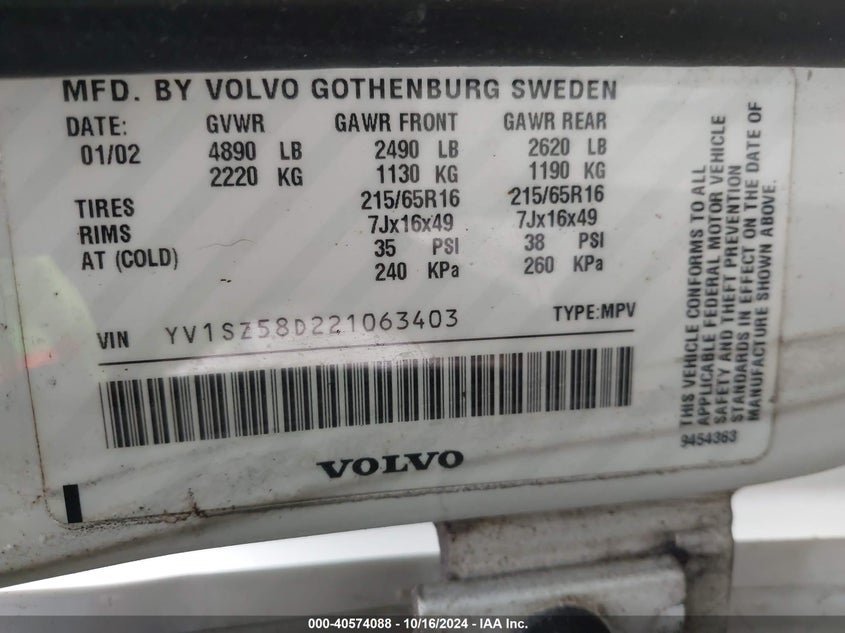 MFD. BY VOLVO GOTHENBURG SWEDEN
DATE: GVWR GAWR FRONT GAWR REAR
01/02 4890 LB 2490 LB 2620 LB
2220 KG 1130 KG 1190 KG
TIRES 215/65R16 215/65R16
RIMS 7Jx16x49 7Jx16x49
AT (COLD) 35 PSI 38 PSI
240 KPa 260 KPa
VIN YV1SZ58D221063403 TYPE:MPV
VOLVO
THIS VEHICLE CONFORMS TO ALL
APPLICABLE FEDERAL MOTOR VEHICLE
SAFETY AND THEFT PREVENTION
STANDARDS IN EFFECT ON THE DATE OF
MANUFACTURE SHOWN ABOVE.
9454363
000-40574088 - 10/16/2024 - IAA Inc.